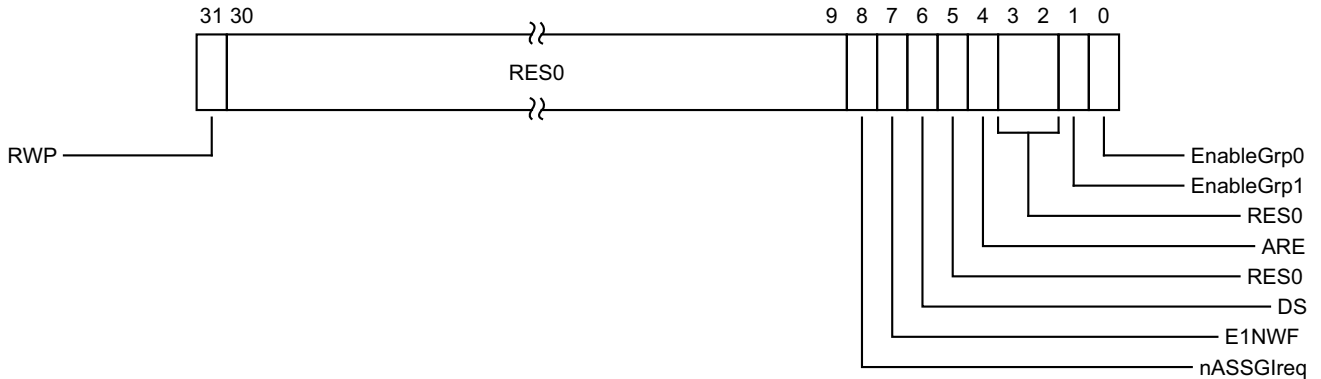 31 30 9 8 7 6 5 4 3 2 1 0
RES0
RWP
EnableGrp0
EnableGrp1
RES0
ARE
RES0
DS
E1NWF
nASSGIreq